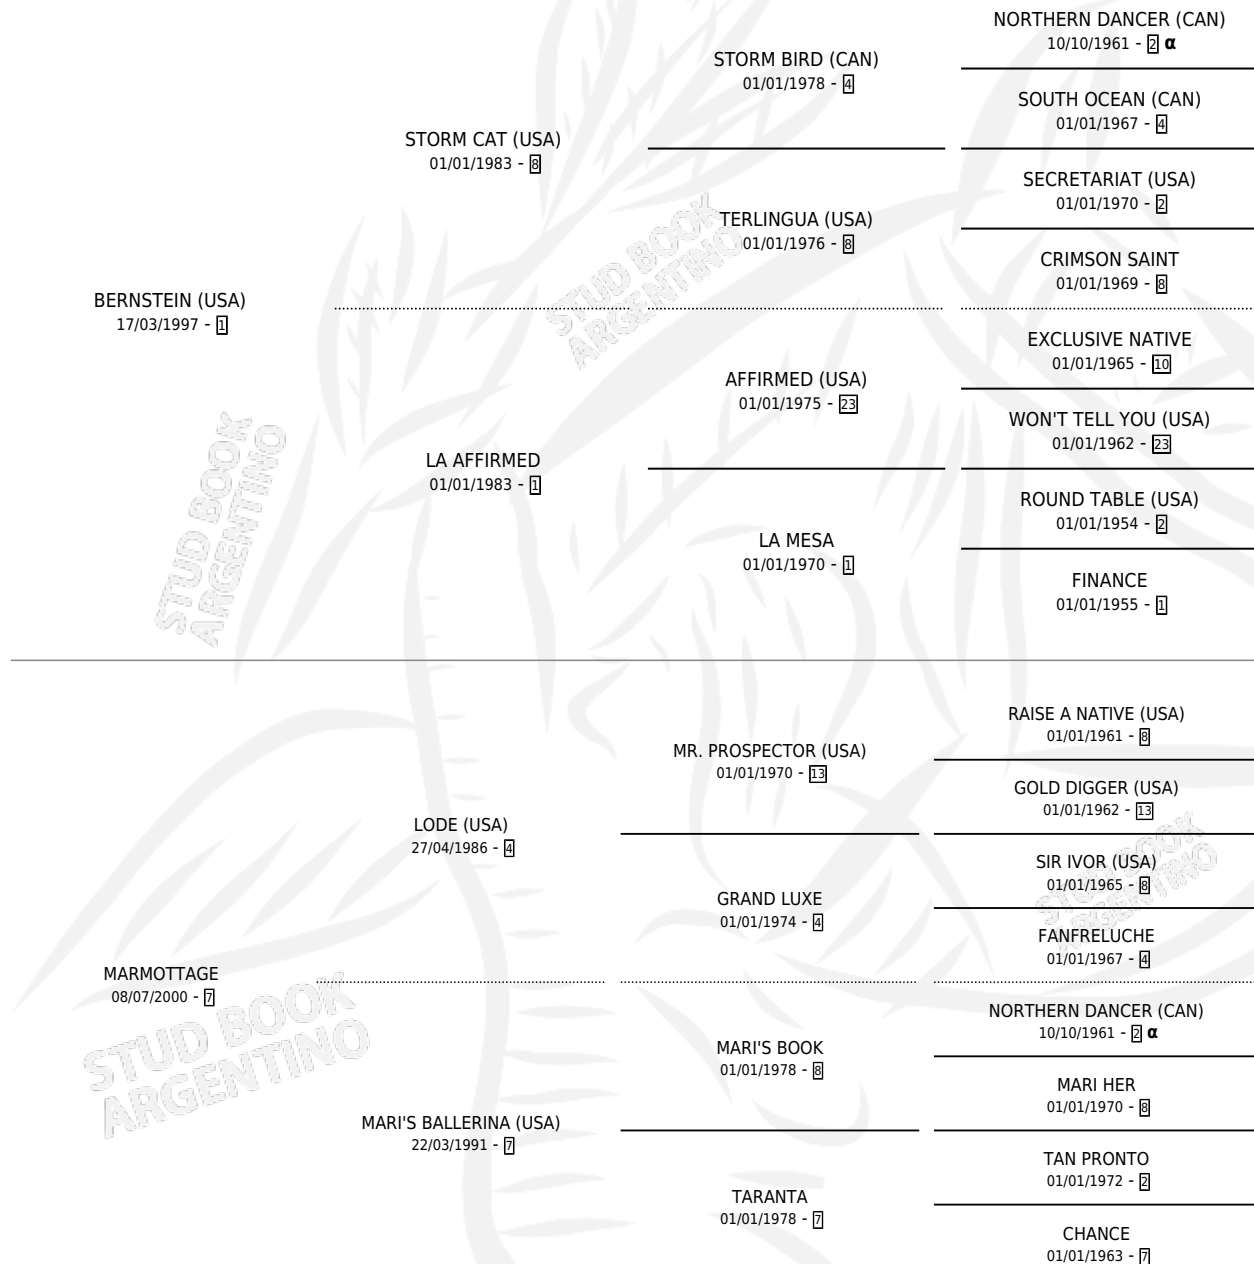 NORTHERN DANCER (CAN)
10/10/1961 - 2 α
STORM BIRD (CAN)
01/01/1978 - 4
SOUTH OCEAN (CAN)
01/01/1967 - 4
STORM CAT (USA)
01/01/1983 - 8
SECRETARIAT (USA)
01/01/1970 - 2
TERLINGUA (USA)
01/01/1976 - 8
CRIMSON SAINT
01/01/1969 - 8
BERNSTEIN (USA)
17/03/1997 - 1
EXCLUSIVE NATIVE
01/01/1965 - 10
AFFIRMED (USA)
01/01/1975 - 23
WON'T TELL YOU (USA)
01/01/1962 - 23
LA AFFIRMED
01/01/1983 - 1
ROUND TABLE (USA)
01/01/1954 - 2
LA MESA
01/01/1970 - 1
FINANCE
01/01/1955 - 1
RAISE A NATIVE (USA)
01/01/1961 - 8
MR. PROSPECTOR (USA)
01/01/1970 - 13
GOLD DIGGER (USA)
01/01/1962 - 13
LODE (USA)
27/04/1986 - 4
SIR IVOR (USA)
01/01/1965 - 8
GRAND LUXE
01/01/1974 - 4
FANFRELUCHE
01/01/1967 - 4
MARMOTTAGE
08/07/2000 - 7
NORTHERN DANCER (CAN)
10/10/1961 - 2 α
MARI'S BOOK
01/01/1978 - 8
MARI HER
01/01/1970 - 8
MARI'S BALLERINA (USA)
22/03/1991 - 7
TAN PRONTO
01/01/1972 - 2
TARANTA
01/01/1978 - 7
CHANCE
01/01/1963 - 7
STUD BOOK
ARGENTINO
STUD BOOK
ARGENTINO
STUD BOOK
ARGENTINO
STUD BOOK
ARGENTINO